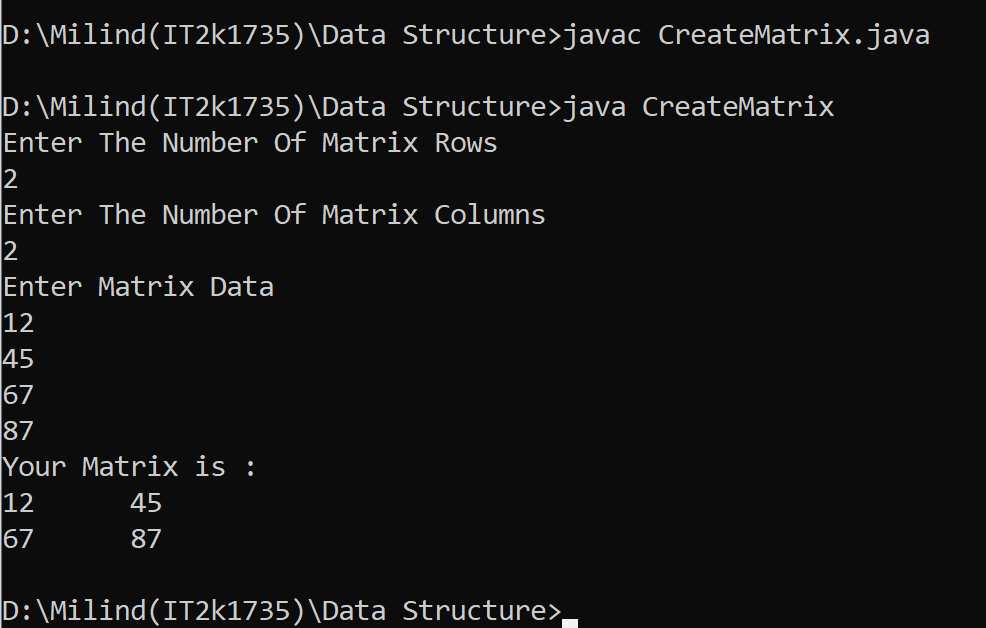 D:\Milind(IT2k1735)\Data Structure>javac CreateMatrix.java
D:\Milind(IT2k1735)\Data Structure>java CreateMatrix
Enter The Number Of Matrix Rows
2
Enter The Number Of Matrix Columns
2
Enter Matrix Data
12
45
67
87
Your Matrix is :
12      45
67      87
D:\Milind(IT2k1735)\Data Structure>